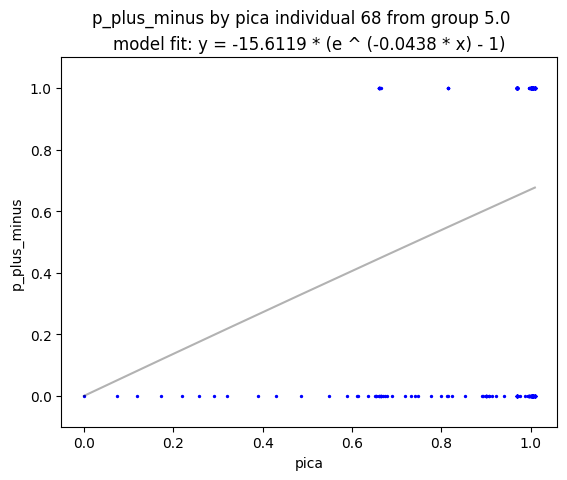 p_plus_minus by pica individual 68 from group 5.0
model fit: y = -15.6119 * (e ^ (-0.0438 * x) - 1)
1.0
0.8
0.6
0.4
0.2
0.0
p_plus_minus
0.0 0.2 0.4 0.6 0.8 1.0
pica